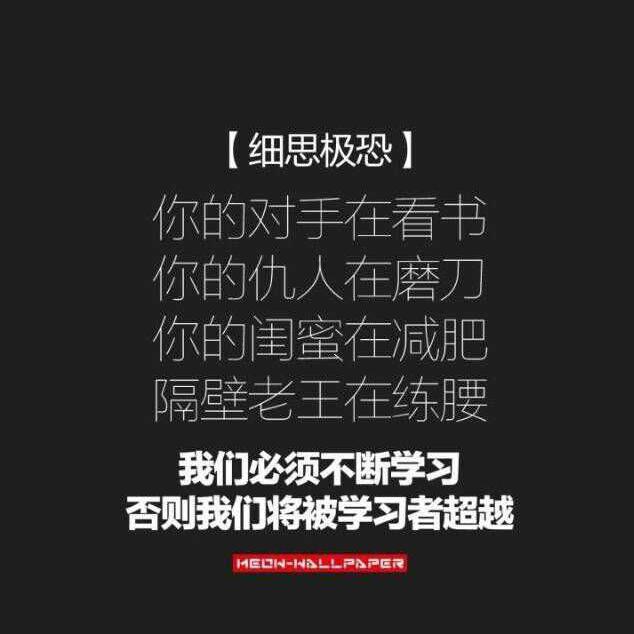 【细思极恐】
你的对手在看书
你的仇人在磨刀
你的闺蜜在减肥
隔壁老王在练腰
我们必须不断学习
否则我们将被学习者超越
MEOW-WALLPAPER